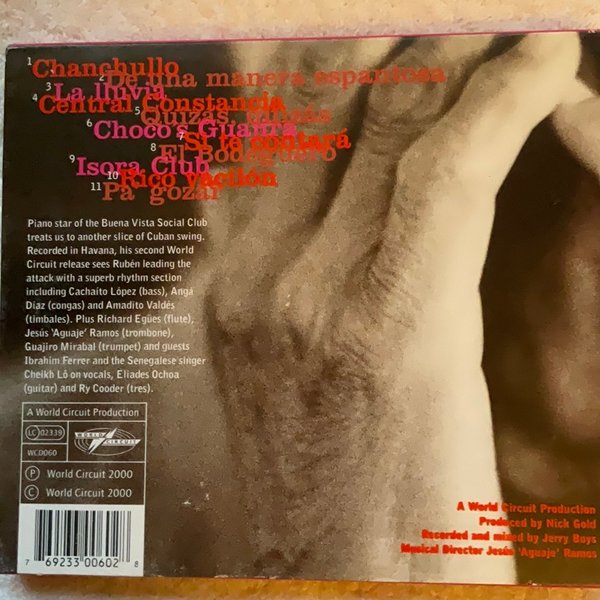 1 Chanchullo
2 De una manera espantosa
3 La lluvia
4 Central Constancia
5 Quizás, quizás
6 Choco's Guajira
7 Si te contará
8 El Bodeguero
9 Isora Club
10 Rico vacilón
11 Pa' gozar
Piano star of the Buena Vista Social Club
treats us to another slice of Cuban swing.
Recorded in Havana, his second World
Circuit release sees Rubén leading the
attack with a superb rhythm section
including Cachaíto López (bass), Angá
Díaz (congas) and Amadito Valdés
(timbales). Plus Richard Egües (flute),
Jesús 'Aguaje' Ramos (trombone),
Guajiro Mirabal (trumpet) and guests
Ibrahim Ferrer and the Senegalese singer
Cheikh Lô on vocals, Eliades Ochoa
(guitar) and Ry Cooder (tres).
A World Circuit Production
LC 02339
WORLD CIRCUIT
WCD060
P World Circuit 2000
© World Circuit 2000
7 69233 00602 8
A World Circuit Production
Produced by Nick Gold
Recorded and mixed by Jerry Boys
Musical Director Jesús 'Aguaje' Ramos